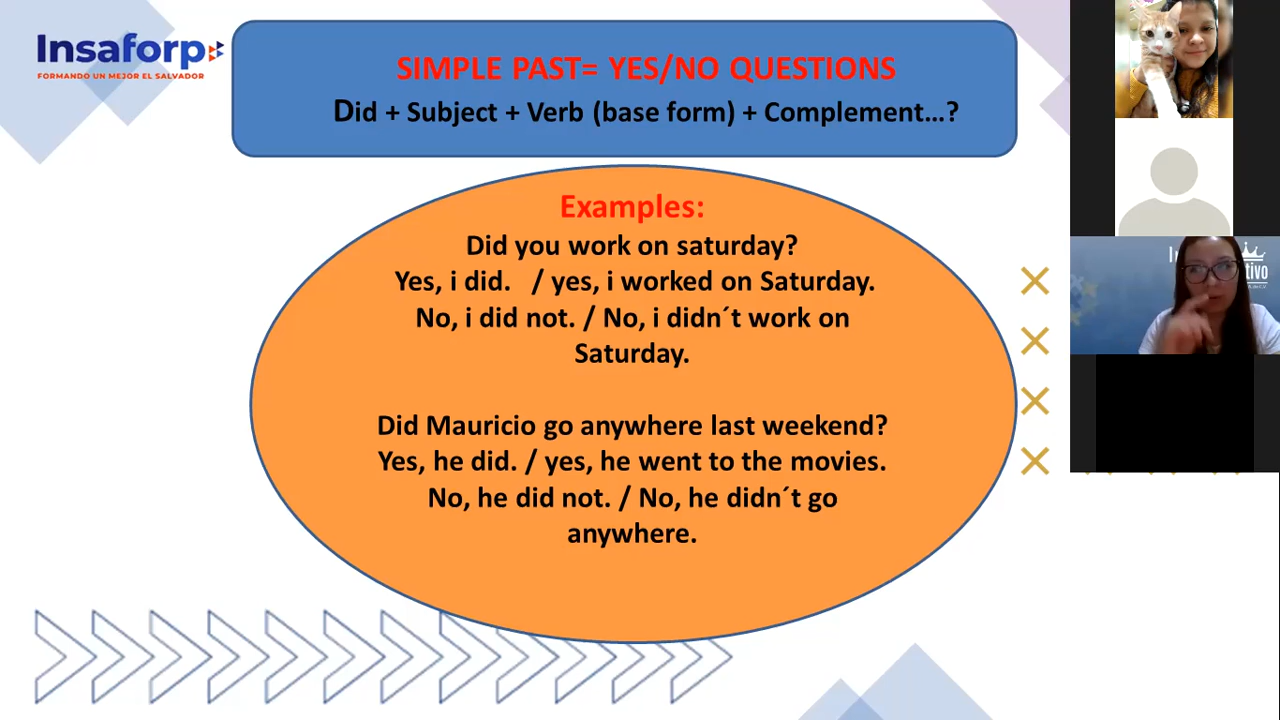 Insaforp
FORMANDO UN MEJOR EL SALVADOR
SIMPLE PAST= YES/NO QUESTIONS
Did + Subject + Verb (base form) + Complement...?
Examples:
Did you work on saturday?
Yes, i did. / yes, i worked on Saturday.
No, i did not. / No, i didn´t work on
Saturday.
Did Mauricio go anywhere last weekend?
Yes, he did. / yes, he went to the movies.
No, he did not. / No, he didn´t go
anywhere.